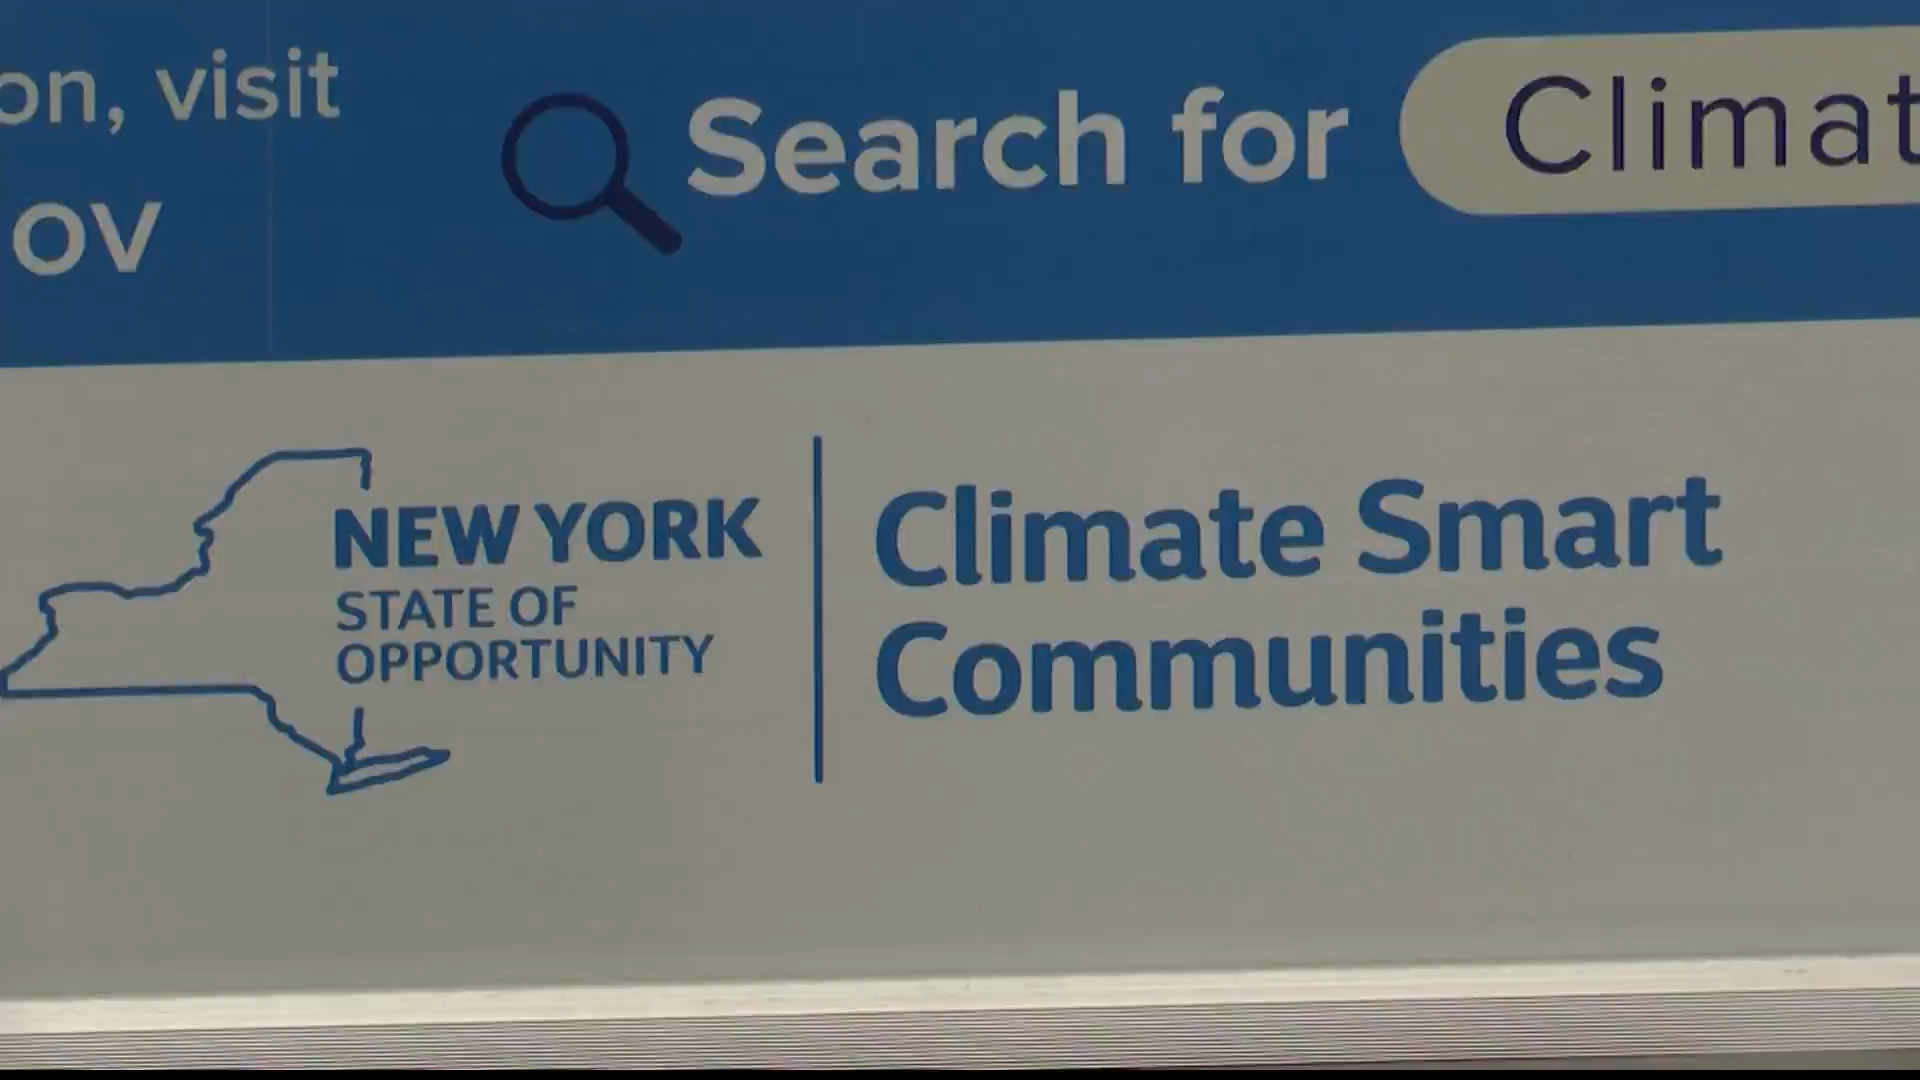 on, visit
OV
Search for Climat
NEW YORK
STATE OF
OPPORTUNITY
Climate Smart
Communities